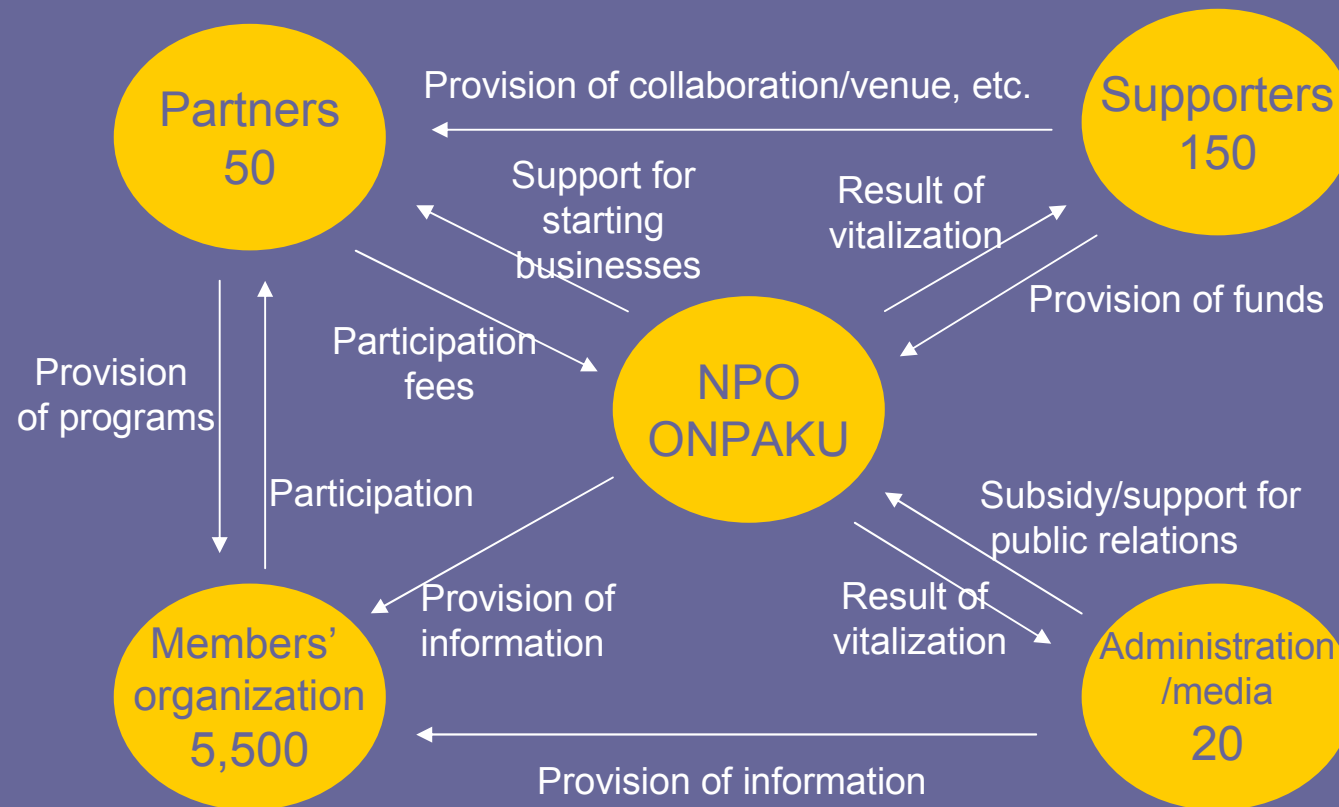 Partners
50
Provision of collaboration/venue, etc.
Supporters
150
Support for
starting
businesses
Result of
vitalization
Provision of funds
Participation
fees
Provision
of programs
NPO
ONPAKU
Participation
Subsidy/support for
public relations
Provision of
information
Result of
vitalization
Members’
organization
5,500
Administration
/media
20
Provision of information